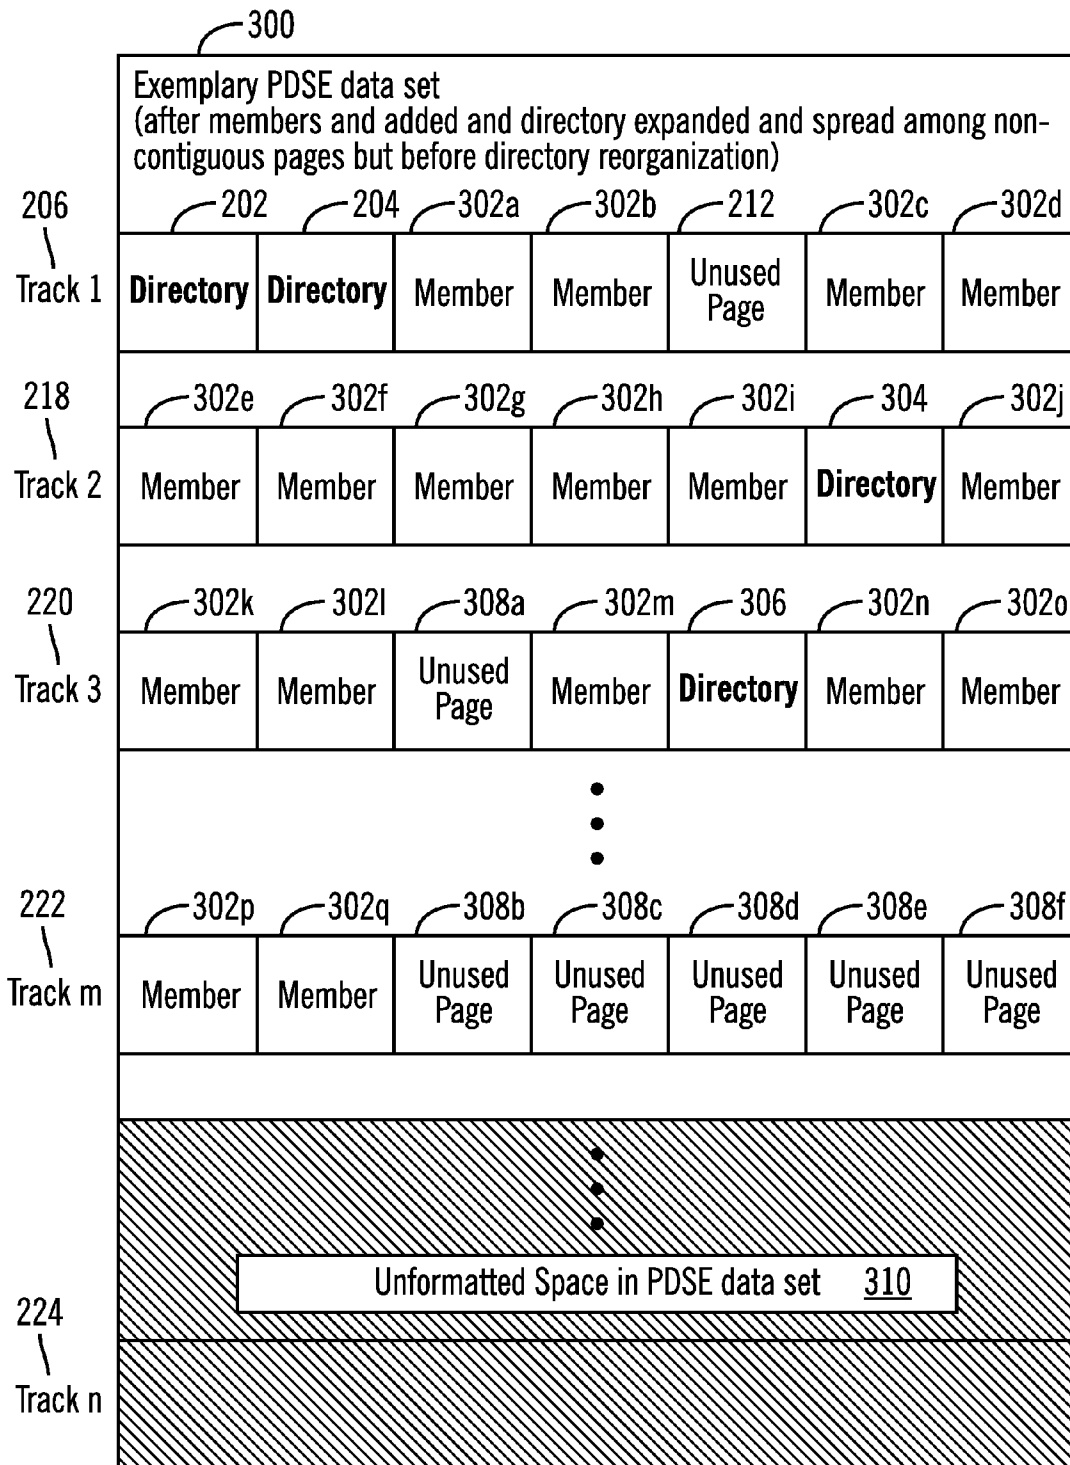 300
Exemplary PDSE data set
(after members and added and directory expanded and spread among non-
contiguous pages but before directory reorganization)
206 202 204 302a 302b 212 302c 302d
Track 1 Directory Directory Member Member Unused Page Member Member
218 302e 302f 302g 302h 302i 304 302j
Track 2 Member Member Member Member Member Directory Member
220 302k 302l 308a 302m 306 302n 302o
Track 3 Member Member Unused Page Member Directory Member Member
222 302p 302q 308b 308c 308d 308e 308f
Track m Member Member Unused Page Unused Page Unused Page Unused Page Unused Page
Unformatted Space in PDSE data set 310
224
Track n